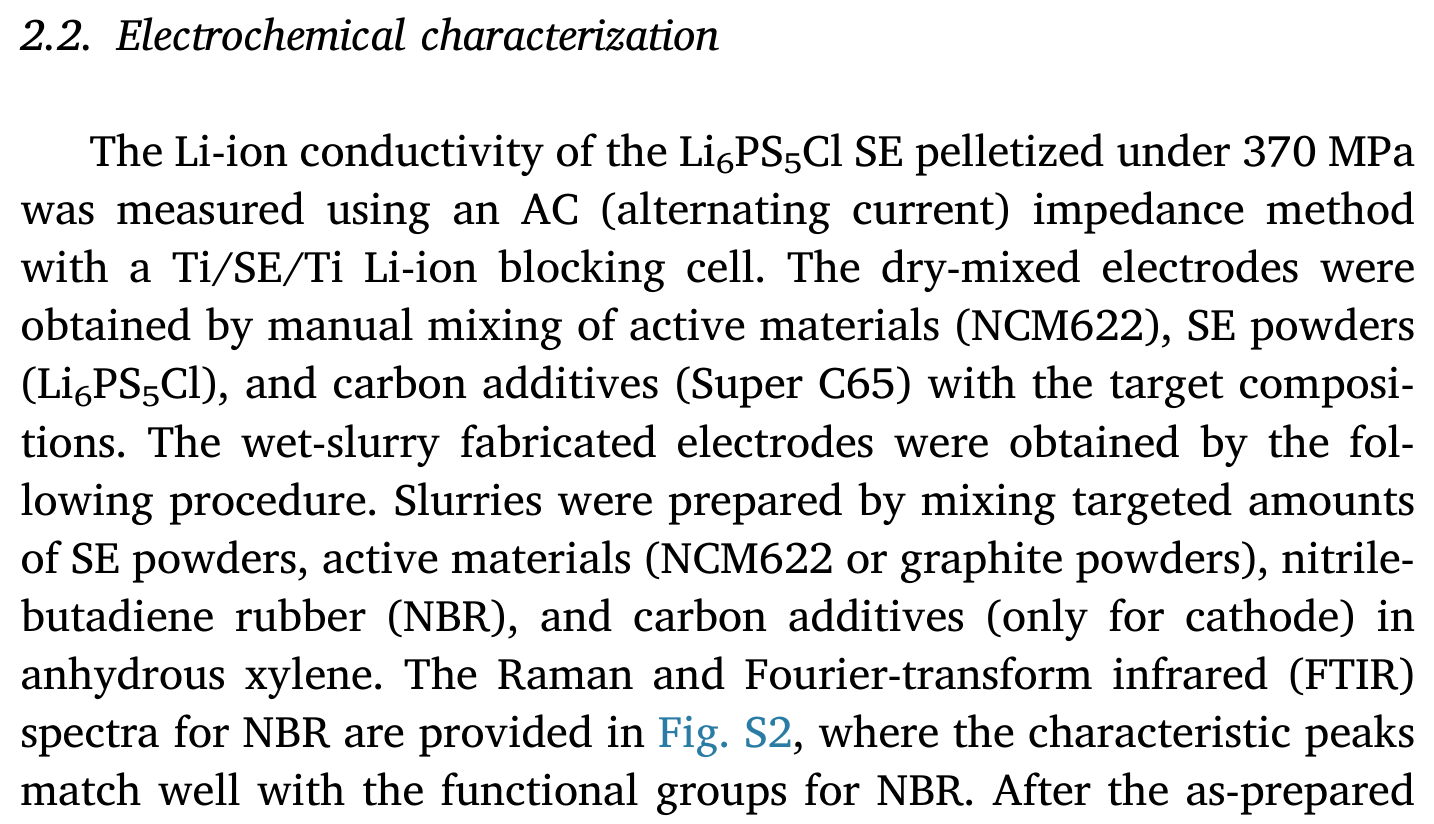 2.2. Electrochemical characterization
The Li-ion conductivity of the Li₆PS₅Cl SE pelletized under 370 MPa
was measured using an AC (alternating current) impedance method
with a Ti/SE/Ti Li-ion blocking cell. The dry-mixed electrodes were
obtained by manual mixing of active materials (NCM622), SE powders
(Li₆PS₅Cl), and carbon additives (Super C65) with the target composi-
tions. The wet-slurry fabricated electrodes were obtained by the fol-
lowing procedure. Slurries were prepared by mixing targeted amounts
of SE powders, active materials (NCM622 or graphite powders), nitrile-
butadiene rubber (NBR), and carbon additives (only for cathode) in
anhydrous xylene. The Raman and Fourier-transform infrared (FTIR)
spectra for NBR are provided in Fig. S2, where the characteristic peaks
match well with the functional groups for NBR. After the as-prepared